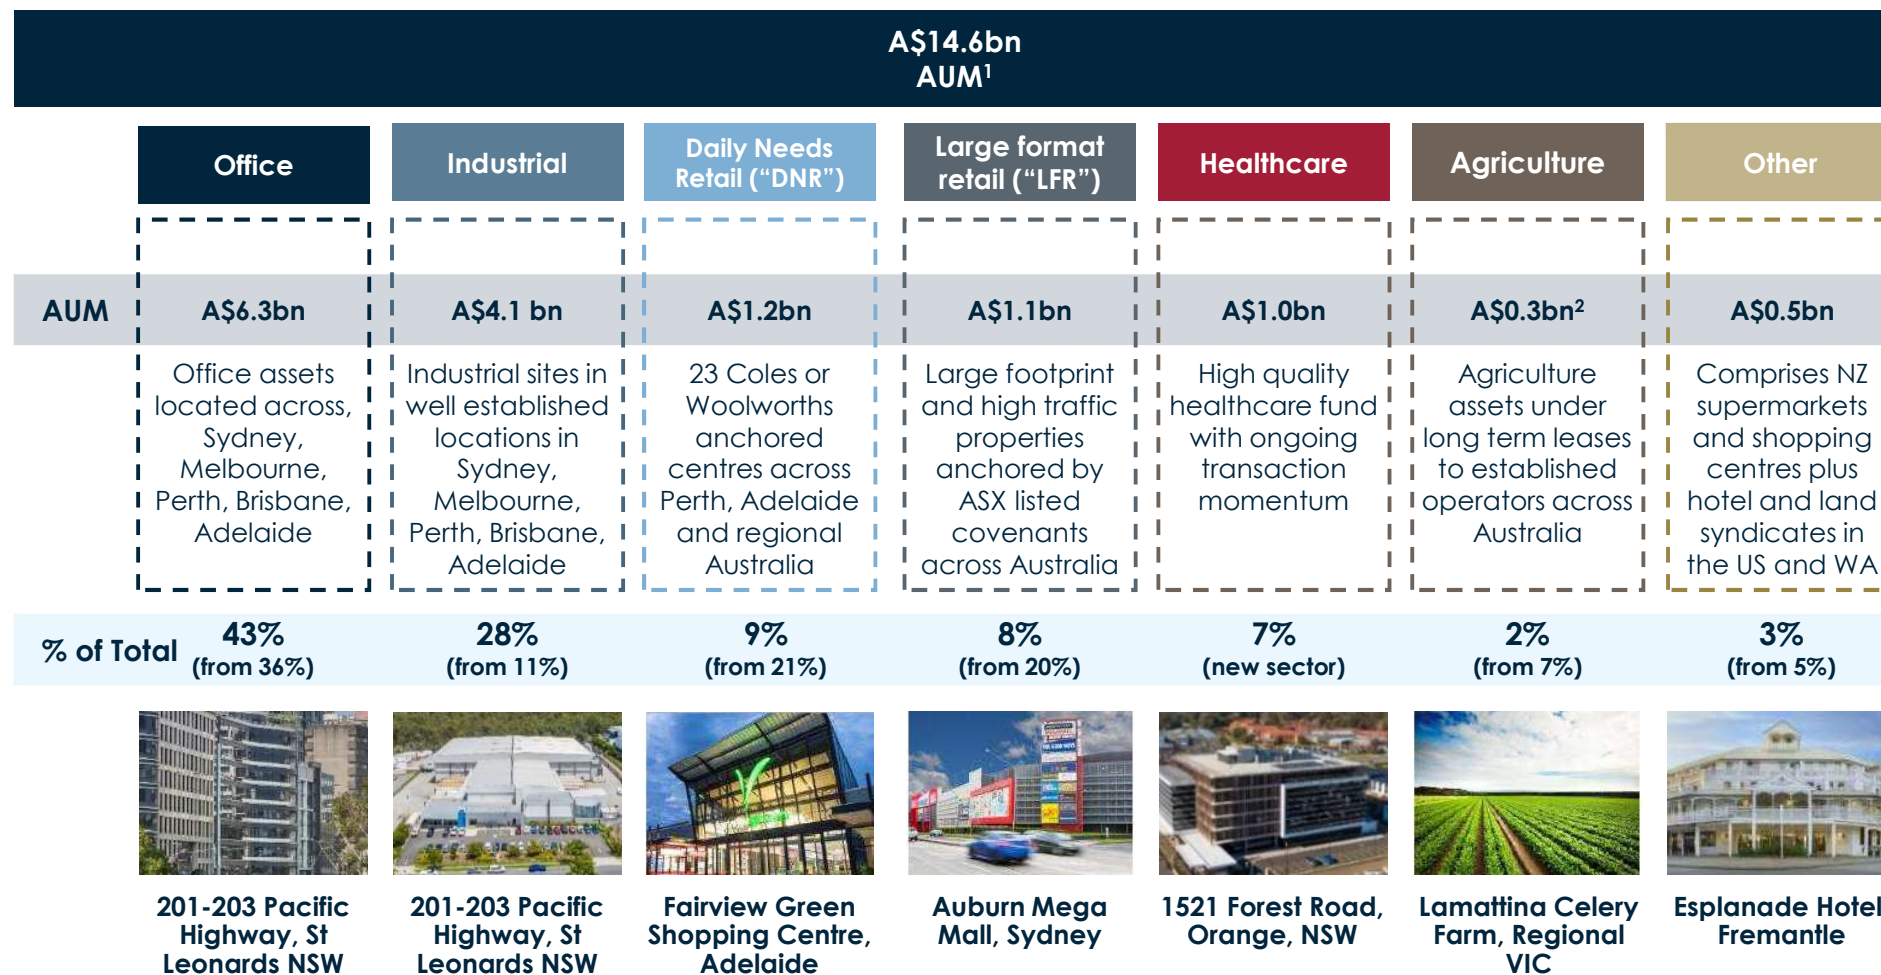 A$14.6bn
AUM¹
Office
Industrial
Daily Needs
Retail (“DNR”)
Large format
retail (“LFR”)
Healthcare
Agriculture
Other
AUM
A$6.3bn
A$4.1 bn
A$1.2bn
A$1.1bn
A$1.0bn
A$0.3bn²
A$0.5bn
Office assets
located across,
Sydney,
Melbourne,
Perth, Brisbane,
Adelaide
Industrial sites in
well established
locations in
Sydney,
Melbourne,
Perth, Brisbane,
Adelaide
23 Coles or
Woolworths
anchored
centres across
Perth, Adelaide
and regional
Australia
Large footprint
and high traffic
properties
anchored by
ASX listed
covenants
across Australia
High quality
healthcare fund
with ongoing
transaction
momentum
Agriculture
assets under
long term leases
to established
operators across
Australia
Comprises NZ
supermarkets
and shopping
centres plus
hotel and land
syndicates in
the US and WA
% of Total
43%
(from 36%)
28%
(from 11%)
9%
(from 21%)
8%
(from 20%)
7%
(new sector)
2%
(from 7%)
3%
(from 5%)
201-203 Pacific
Highway, St
Leonards NSW
201-203 Pacific
Highway, St
Leonards NSW
Fairview Green
Shopping Centre,
Adelaide
Auburn Mega
Mall, Sydney
1521 Forest Road,
Orange, NSW
Lamattina Celery
Farm, Regional
VIC
Esplanade Hotel
Fremantle